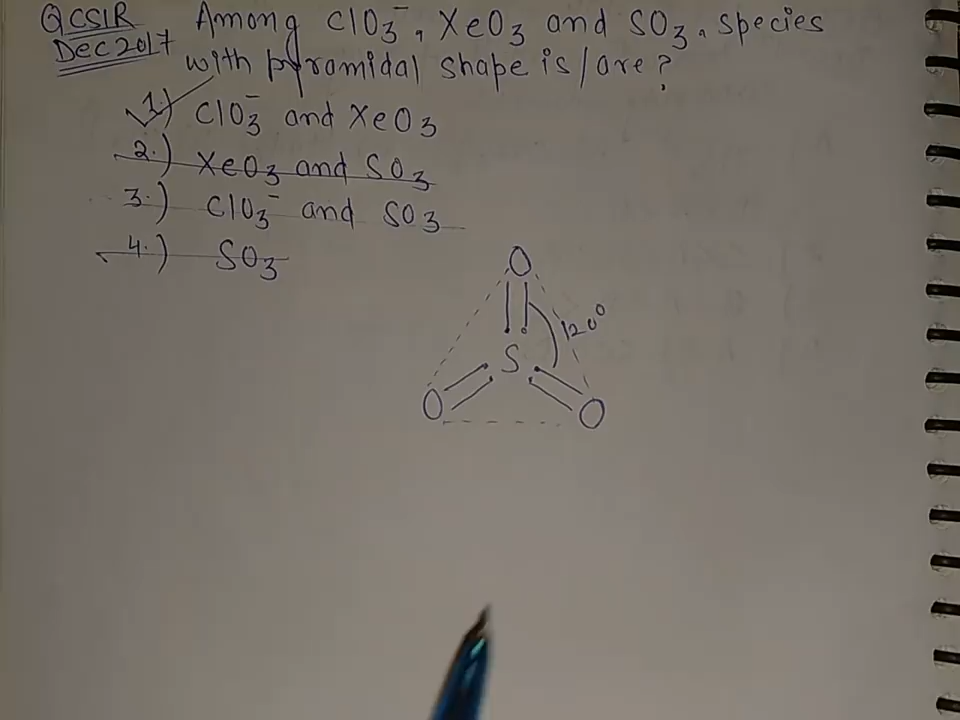 Q CSIR Among ClO3⁻, XeO3 and SO3, species
Dec 2017 with pyramidal shape is/are?
1.) ClO3⁻ and XeO3
2.) XeO3 and SO3
3.) ClO3⁻ and SO3
4.) SO3
O
120°
S
O O